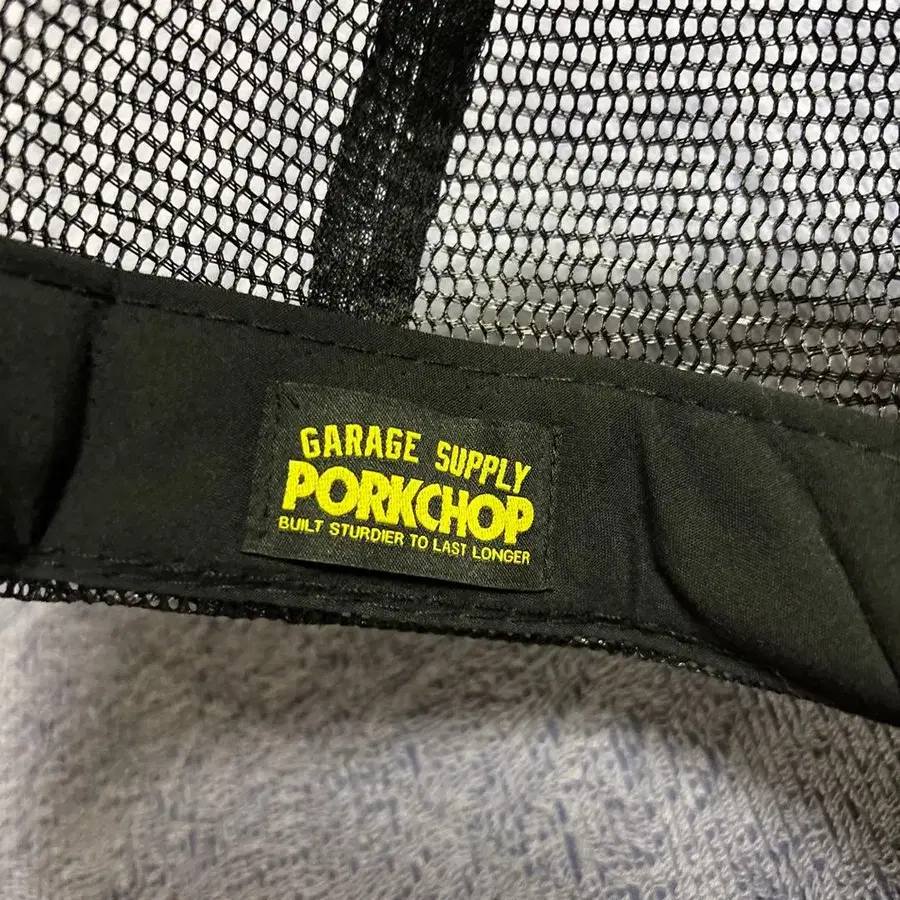 GARAGE SUPPLY
PORKCHOP
BUILT STURDIER TO LAST LONGER